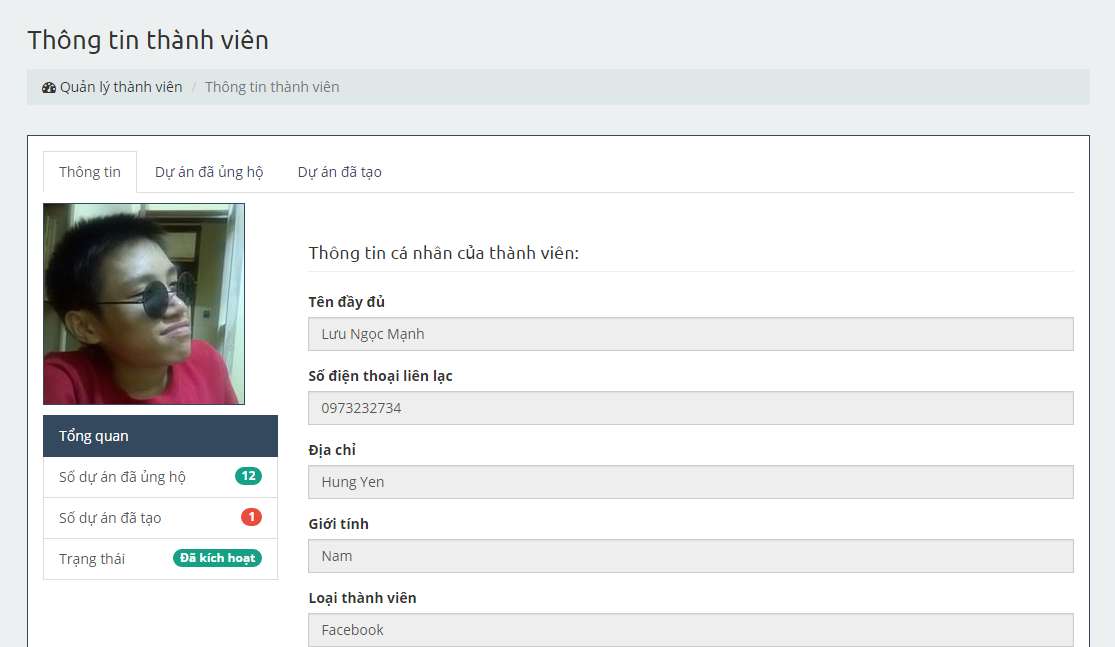 Thông tin thành viên
Quản lý thành viên / Thông tin thành viên
Thông tin
Dự án đã ủng hộ
Dự án đã tạo
Tổng quan
Số dự án đã ủng hộ 12
Số dự án đã tạo 1
Trạng thái Đã kích hoạt
Thông tin cá nhân của thành viên:
Tên đầy đủ
Lưu Ngọc Mạnh
Số điện thoại liên lạc
0973232734
Địa chỉ
Hung Yen
Giới tính
Nam
Loại thành viên
Facebook